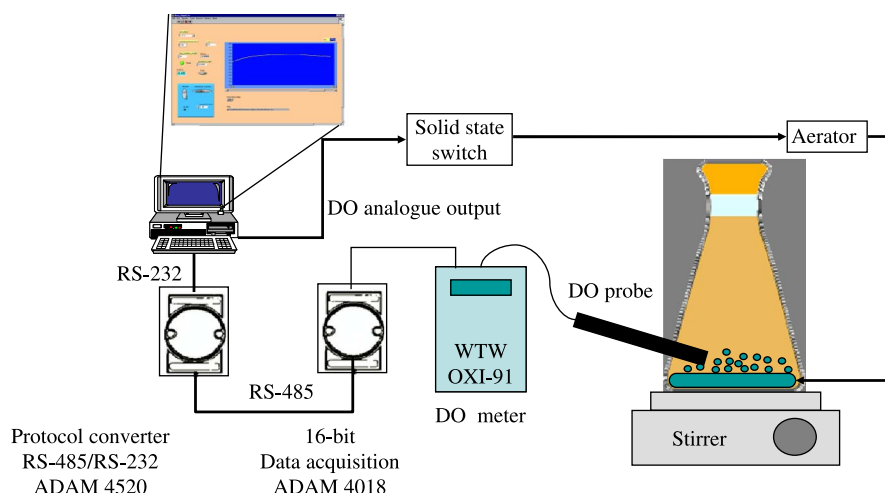 Solid state
switch
Aerator
DO analogue output
RS-232
DO probe
WTW
OXI-91
RS-485
DO meter
Stirrer
Protocol converter
RS-485/RS-232
ADAM 4520
16-bit
Data acquisition
ADAM 4018